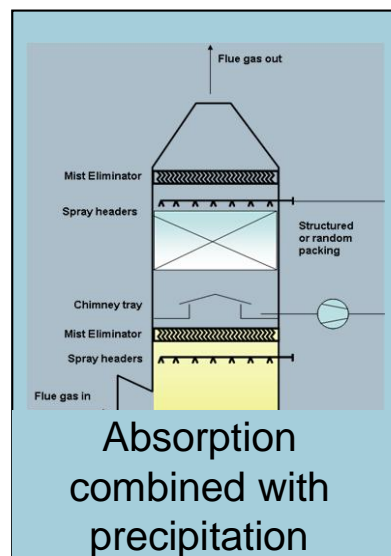 Flue gas out
Mist Eliminator
Spray headers
Structured
or random
packing
Chimney tray
Mist Eliminator
Spray headers
Flue gas in
Absorption
combined with
precipitation